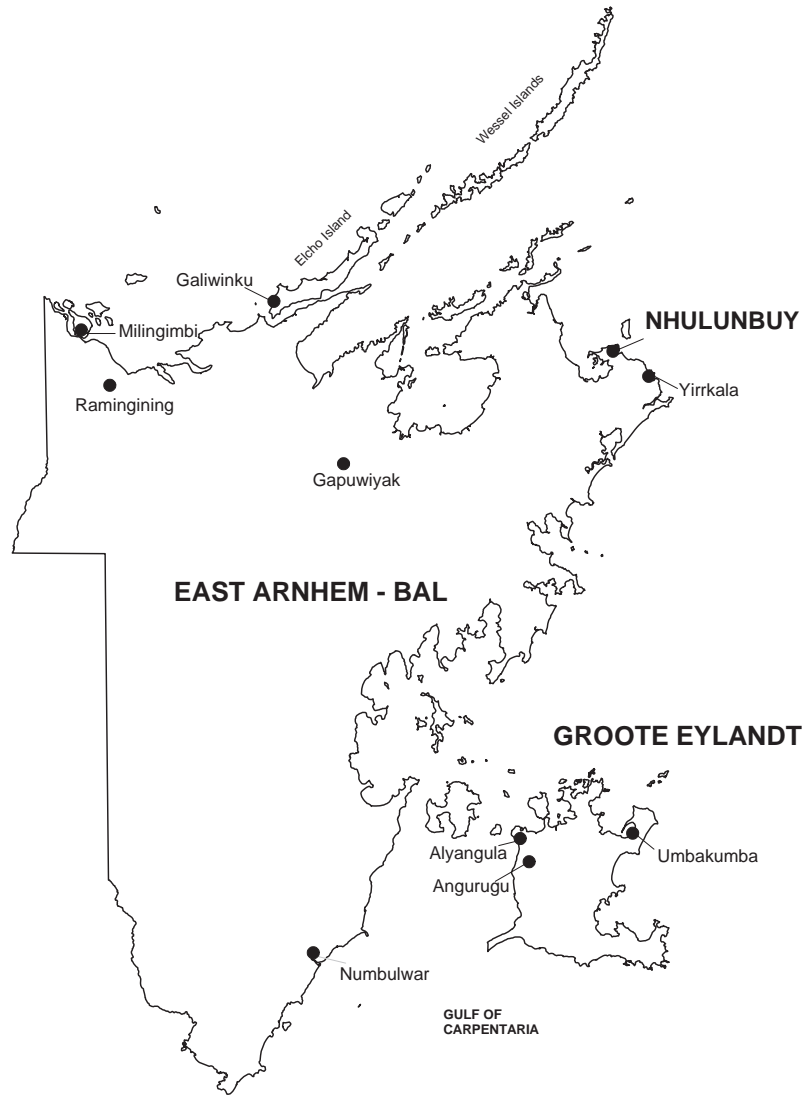 Wessel Islands
Elcho Island
Galiwinku
Milingimbi
NHULUNBUY
Yirrkala
Ramingining
Gapuwiyak
EAST ARNHEM - BAL
GROOTE EYLANDT
Alyangula
Umbakumba
Angurugu
Numbulwar
GULF OF
CARPENTARIA